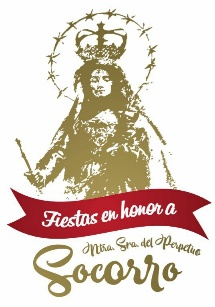 Fiestas en honor a
Ntra. Sra. del Perpetuo
Socorro